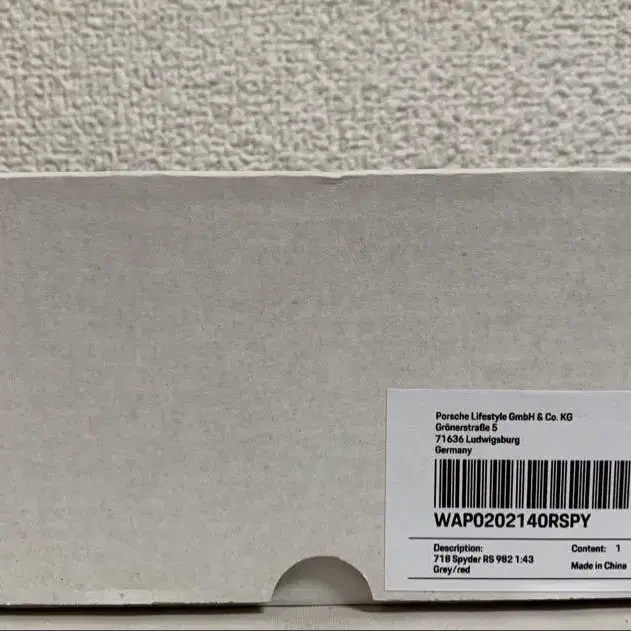 Porsche Lifestyle GmbH & Co. KG
Grönerstraße 5
71636 Ludwigsburg
Germany
WAP0202140RSPY
Description: Content: 1
718 Spyder RS 982 1:43
Grey/red Made in China